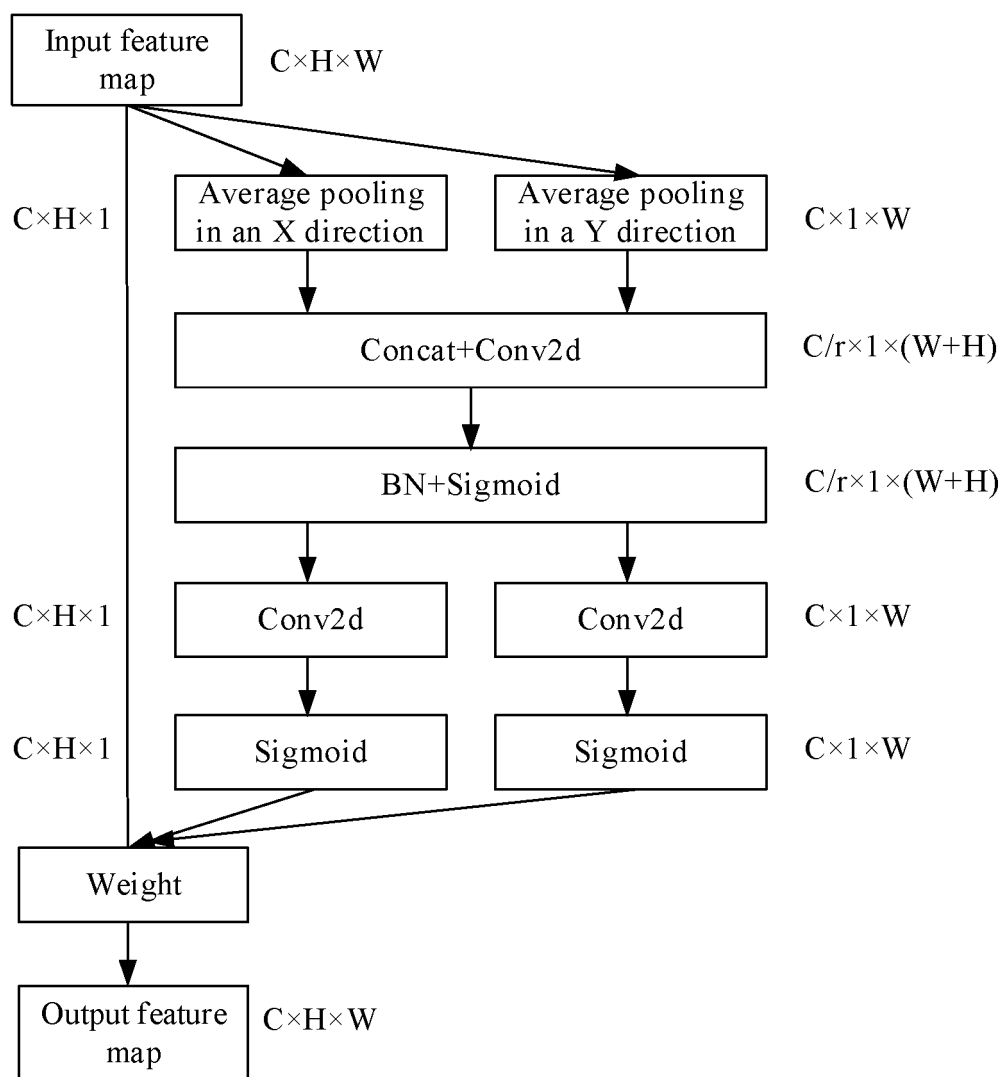 Input feature
map
C×H×W
C×H×1
Average pooling
in an X direction
Average pooling
in a Y direction
C×1×W
Concat+Conv2d
C/r×1×(W+H)
BN+Sigmoid
C/r×1×(W+H)
C×H×1
Conv2d
Conv2d
C×1×W
C×H×1
Sigmoid
Sigmoid
C×1×W
Weight
Output feature
map
C×H×W